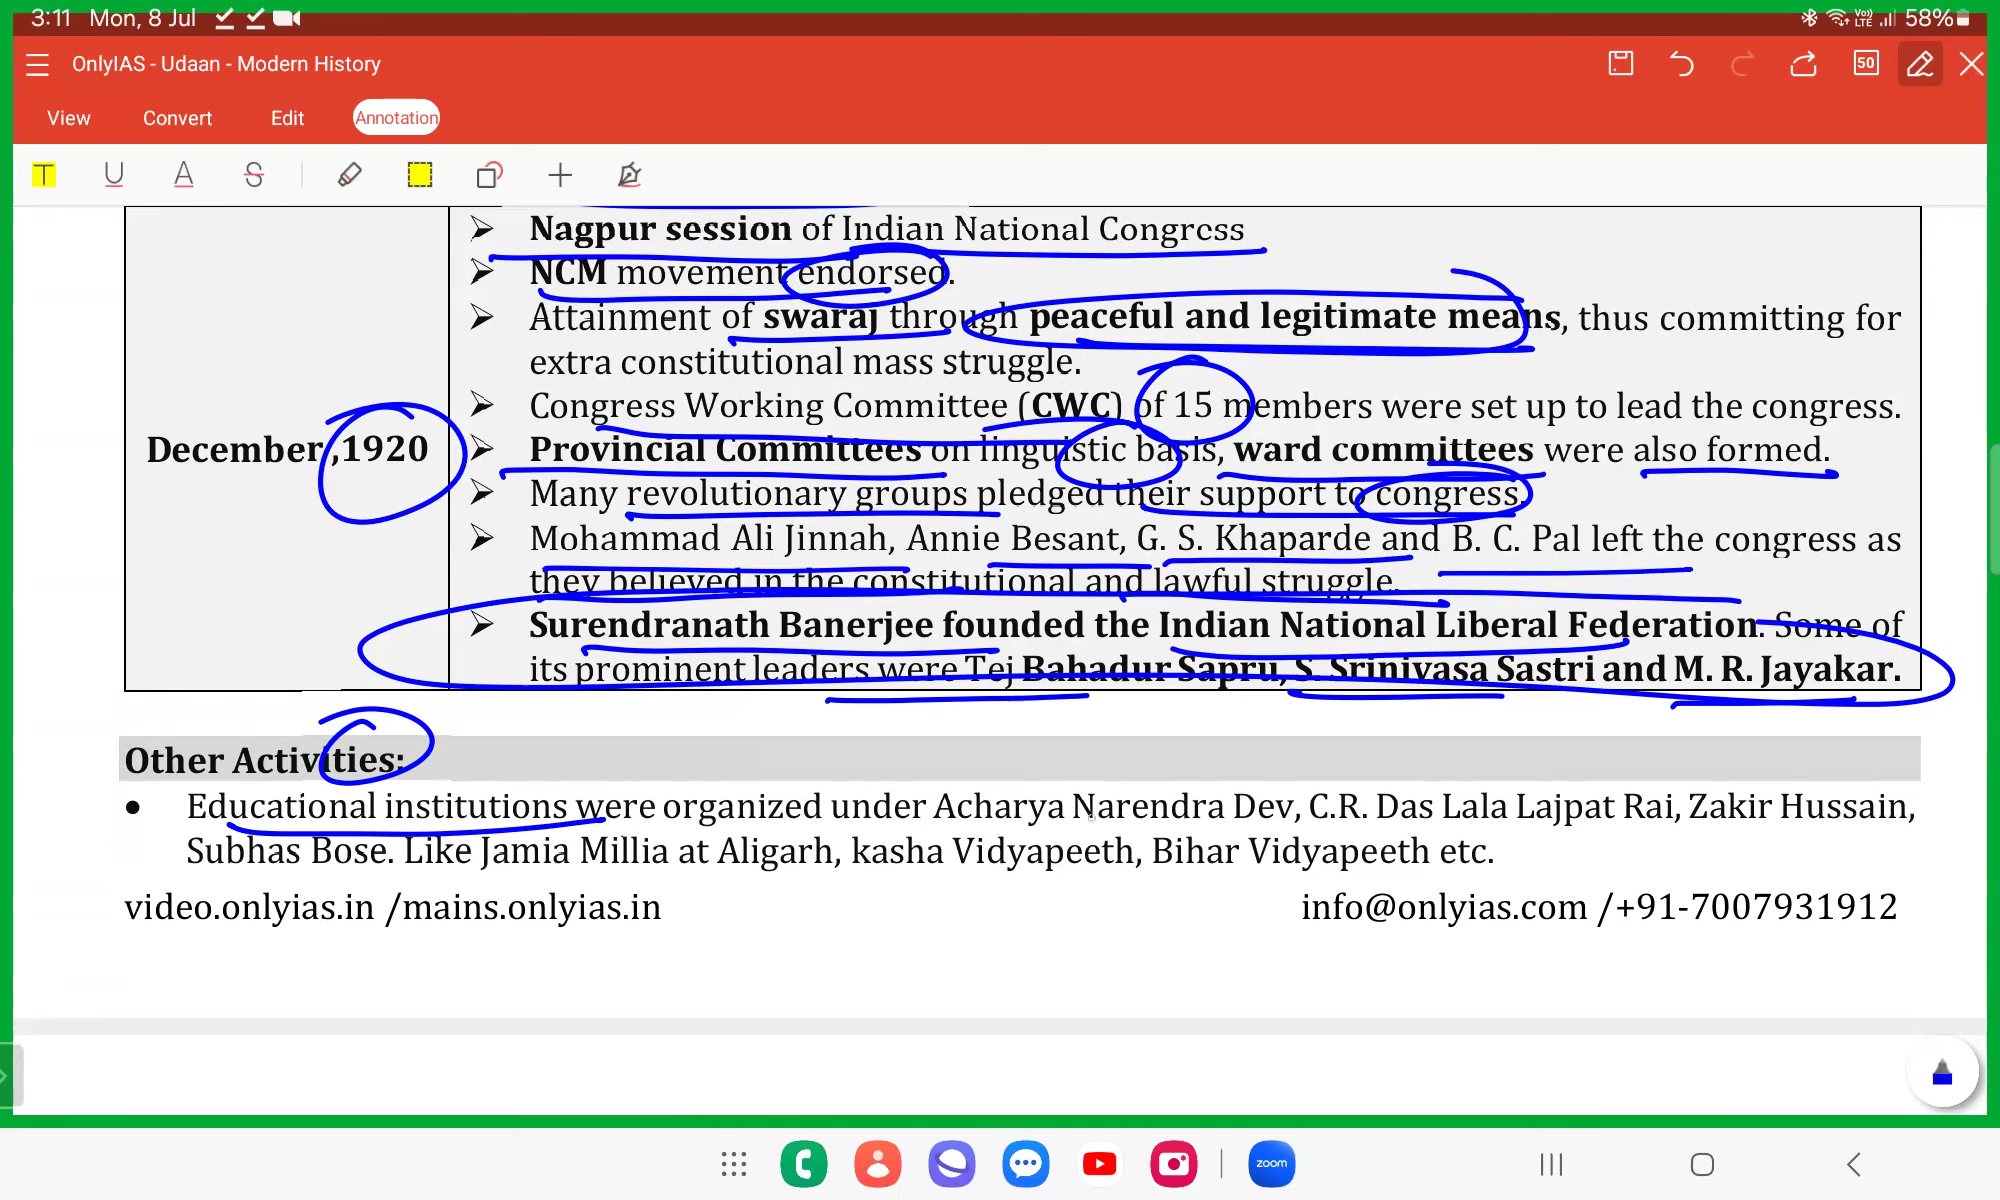 3:11 Mon, 8 Jul
58%
OnlyIAS - Udaan - Modern History
50
View Convert Edit Annotation
T U A S
➢ Nagpur session of Indian National Congress
➢ NCM movement endorsed.
➢ Attainment of swaraj through peaceful and legitimate means, thus committing for
extra constitutional mass struggle.
➢ Congress Working Committee (CWC) of 15 members were set up to lead the congress.
December ,1920
➢ Provincial Committees on linguistic basis, ward committees were also formed.
➢ Many revolutionary groups pledged their support to congress.
➢ Mohammad Ali Jinnah, Annie Besant, G. S. Khaparde and B. C. Pal left the congress as
they believed in the constitutional and lawful struggle.
➢ Surendranath Banerjee founded the Indian National Liberal Federation. Some of
its prominent leaders were Tej Bahadur Sapru, S. Srinivasa Sastri and M. R. Jayakar.
Other Activities:
• Educational institutions were organized under Acharya Narendra Dev, C.R. Das Lala Lajpat Rai, Zakir Hussain,
Subhas Bose. Like Jamia Millia at Aligarh, kasha Vidyapeeth, Bihar Vidyapeeth etc.
video.onlyias.in /mains.onlyias.in info@onlyias.com /+91-7007931912
zoom